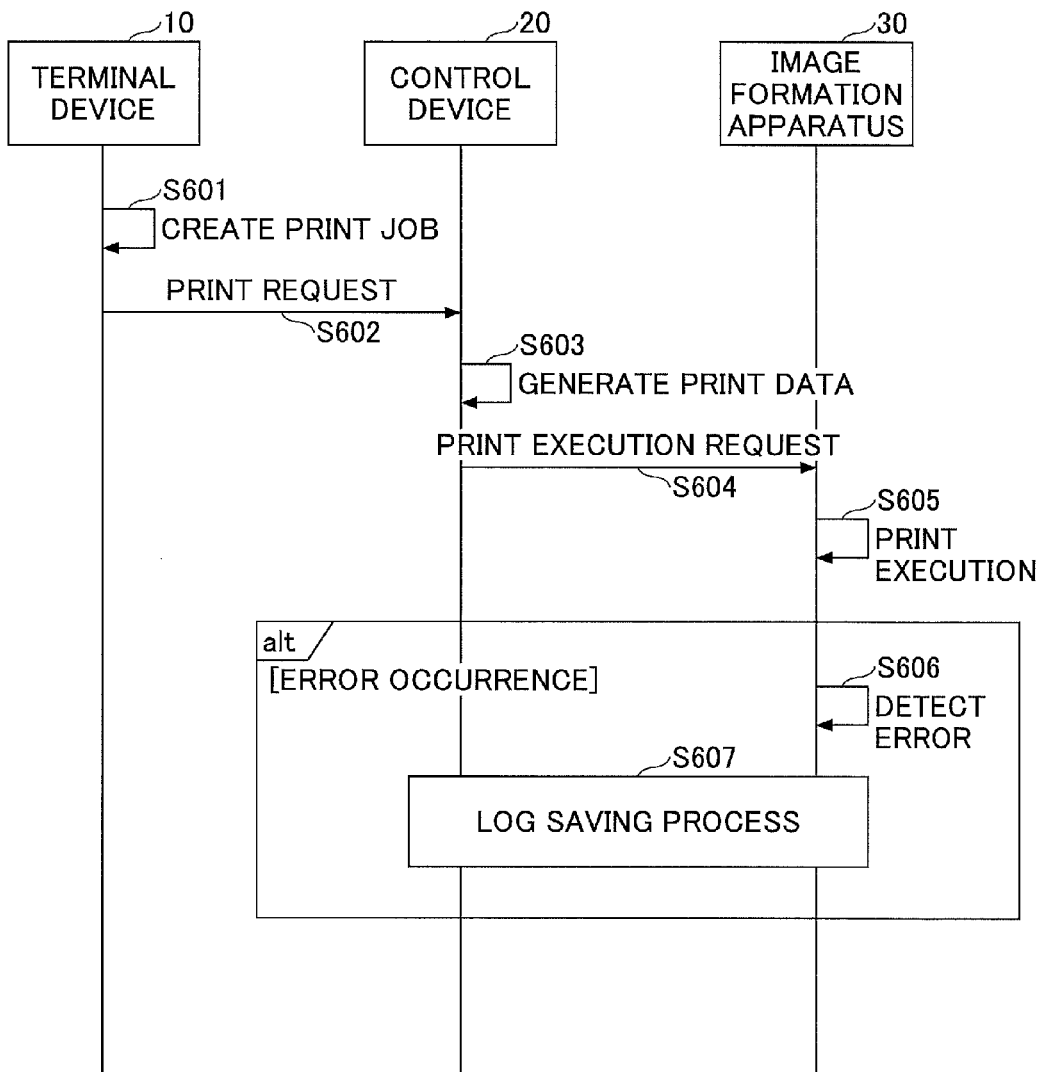 10
20
30
TERMINAL
DEVICE
CONTROL
DEVICE
IMAGE
FORMATION
APPARATUS
S601
CREATE PRINT JOB
PRINT REQUEST
S602
S603
GENERATE PRINT DATA
PRINT EXECUTION REQUEST
S604
S605
PRINT
EXECUTION
alt
[ERROR OCCURRENCE]
S606
DETECT
ERROR
S607
LOG SAVING PROCESS